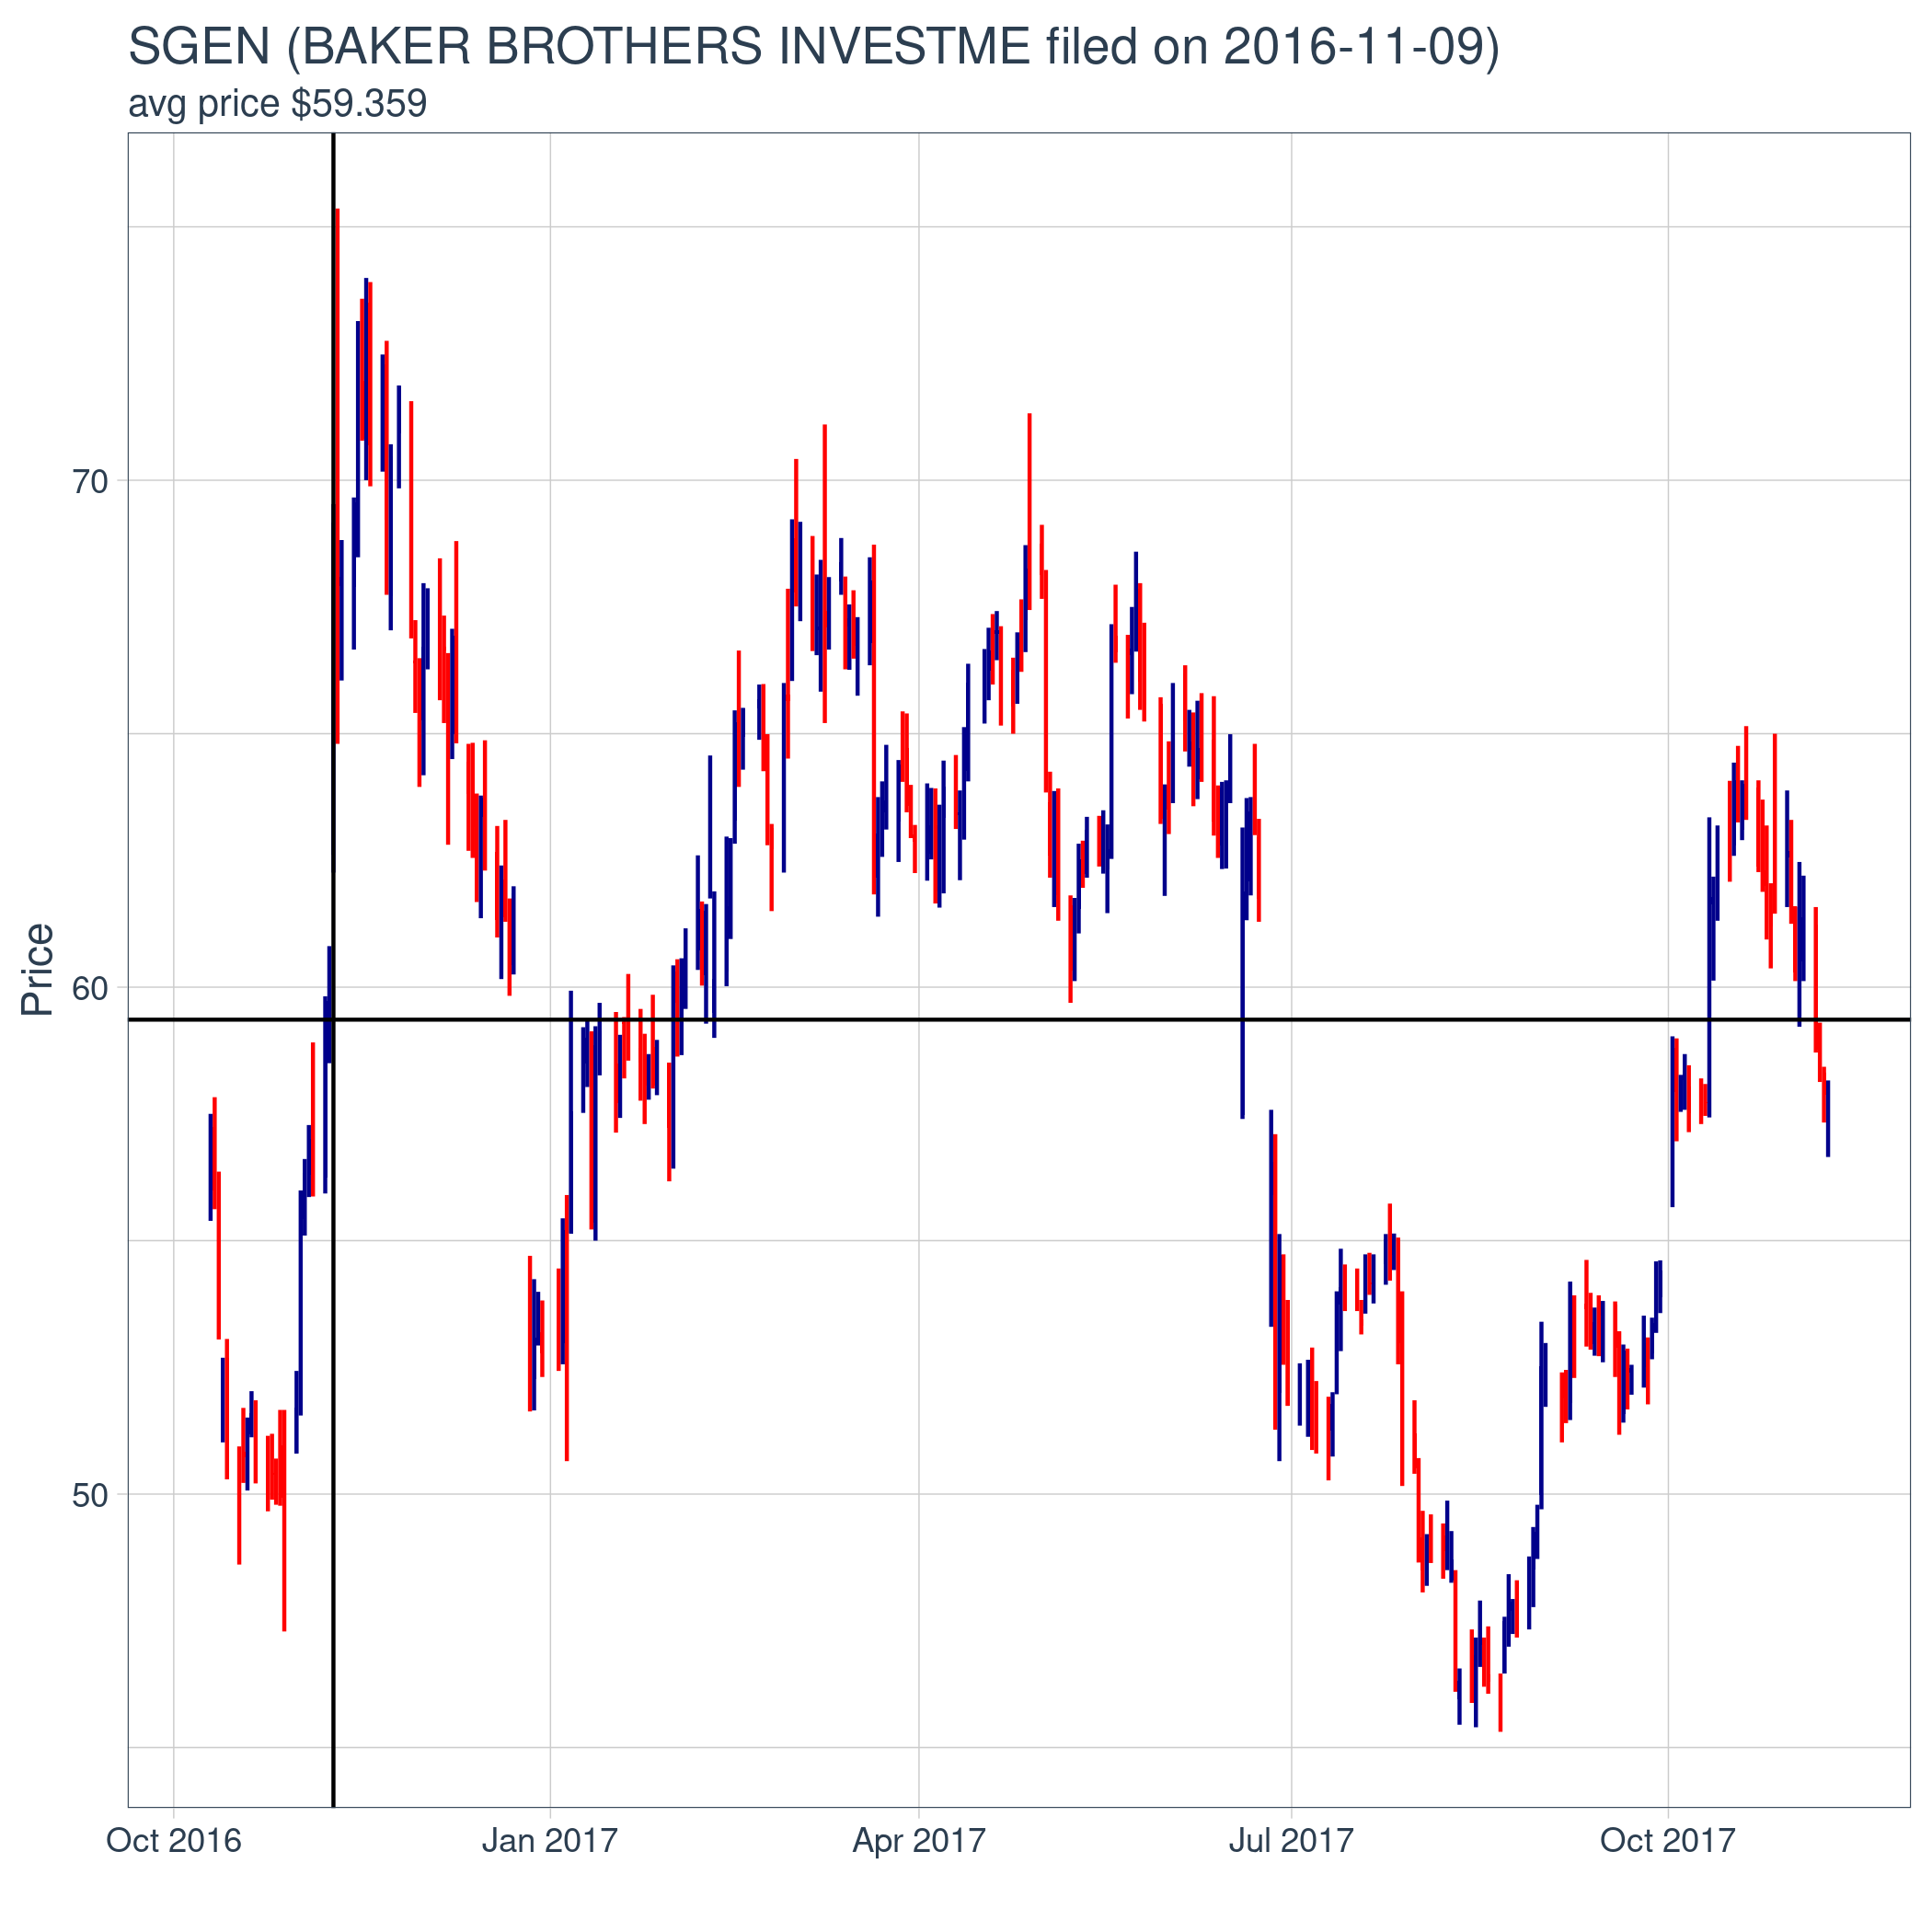 SGEN (BAKER BROTHERS INVESTME filed on 2016-11-09)
avg price $59.359
Price
70
60
50
Oct 2016
Jan 2017
Apr 2017
Jul 2017
Oct 2017